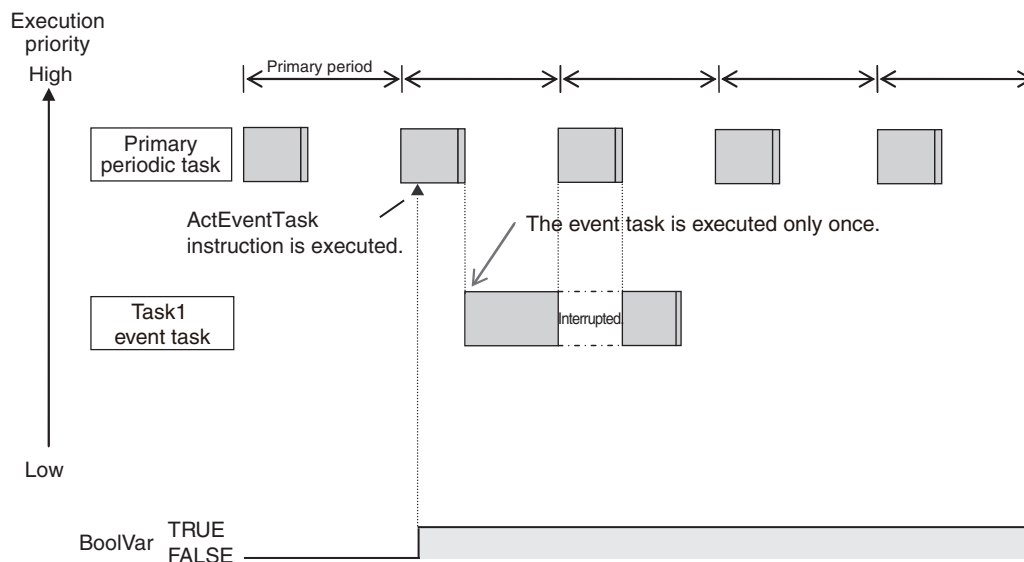 Execution
priority
High
Primary period
Primary
periodic task
ActEventTask
instruction is executed.
The event task is executed only once.
Task1
event task
Interrupted.
Low
BoolVar
TRUE
FALSE